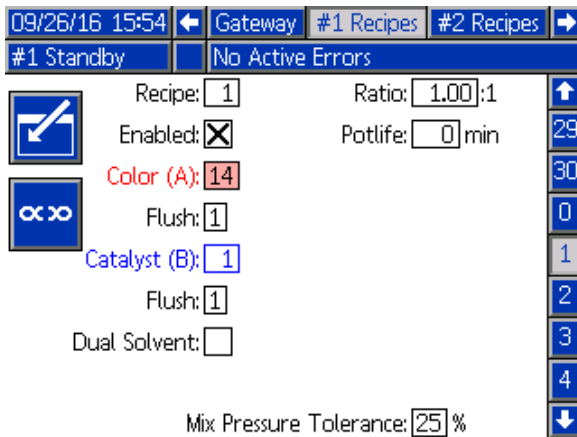 09/26/16 15:54 Gateway #1 Recipes #2 Recipes
#1 Standby No Active Errors
Recipe: 1 Ratio: 1.00:1
Enabled: Potlife: 0 min
Color (A): 14
Flush: 1
Catalyst (B): 1
Flush: 1
Dual Solvent:
Mix Pressure Tolerance: 25 %
29
30
0
1
2
3
4